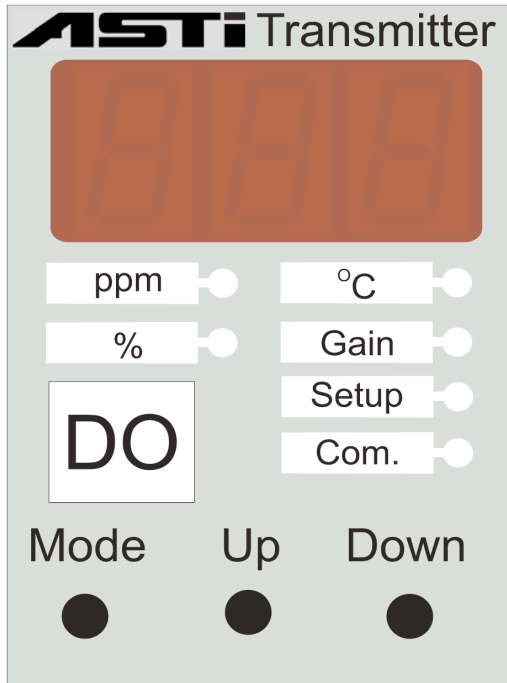 ASTi Transmitter
ppm
°C
%
Gain
Setup
DO
Com.
Mode Up Down